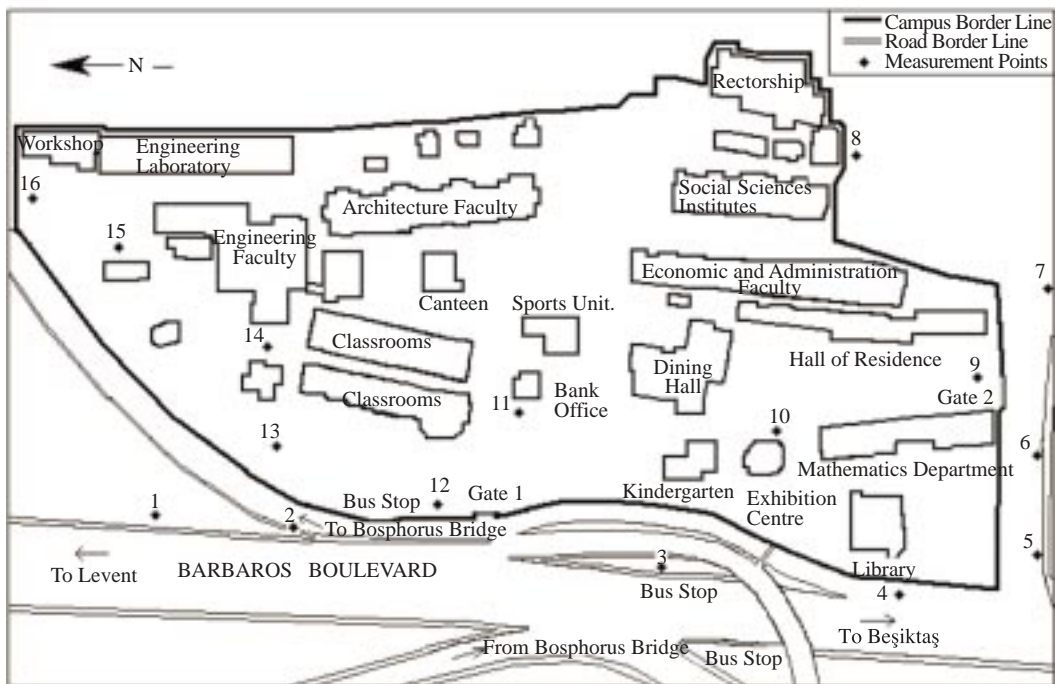 Campus Border Line
Road Border Line
Measurement Points
N
Rectorship
Workshop
Engineering
Laboratory
8
16
Social Sciences
Institutes
Architecture Faculty
15
Engineering
Faculty
Economic and Administration
Faculty
7
Canteen
Sports Unit.
14
Classrooms
Hall of Residence
Dining
Hall
9
Classrooms
11
Bank
Office
Gate 2
10
13
6
Mathematics Department
Kindergarten
12
Gate 1
Bus Stop
Exhibition
Centre
1
2
To Bosphorus Bridge
3
5
Library
To Levent
BARBAROS BOULEVARD
Bus Stop
4
To Beşiktaş
From Bosphorus Bridge
Bus Stop